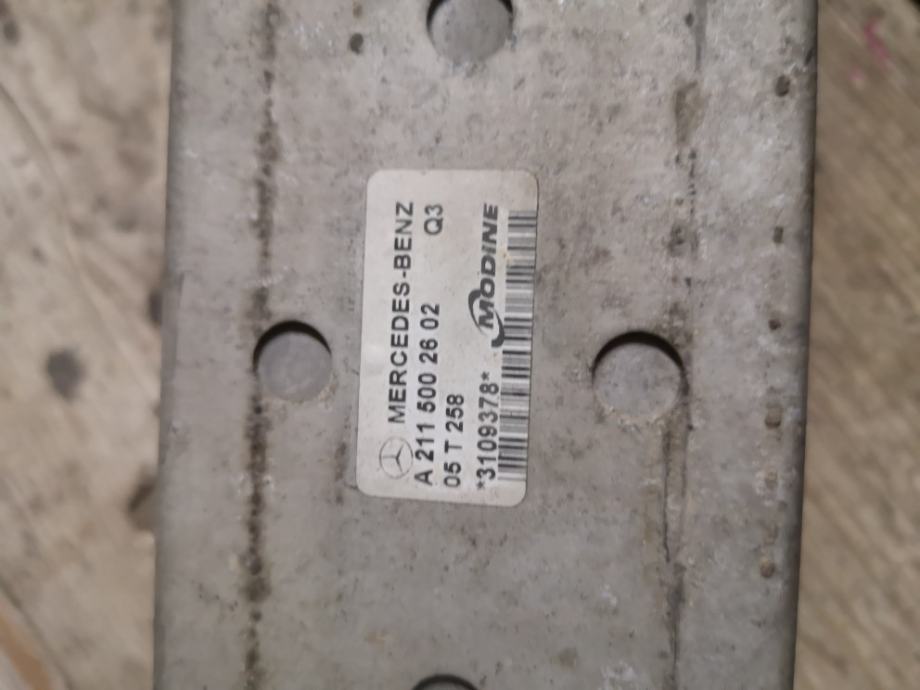 MERCEDES-BENZ
A 211 500 26 02 Q3
05 T 258
MODINE
*3109378*